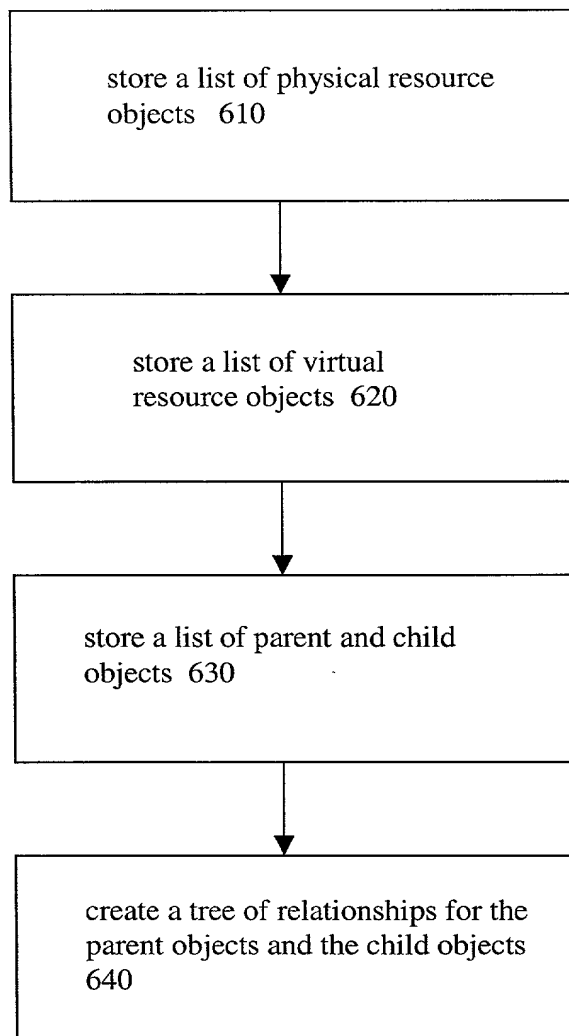 store a list of physical resource
objects 610
store a list of virtual
resource objects 620
store a list of parent and child
objects 630
create a tree of relationships for the
parent objects and the child objects
640